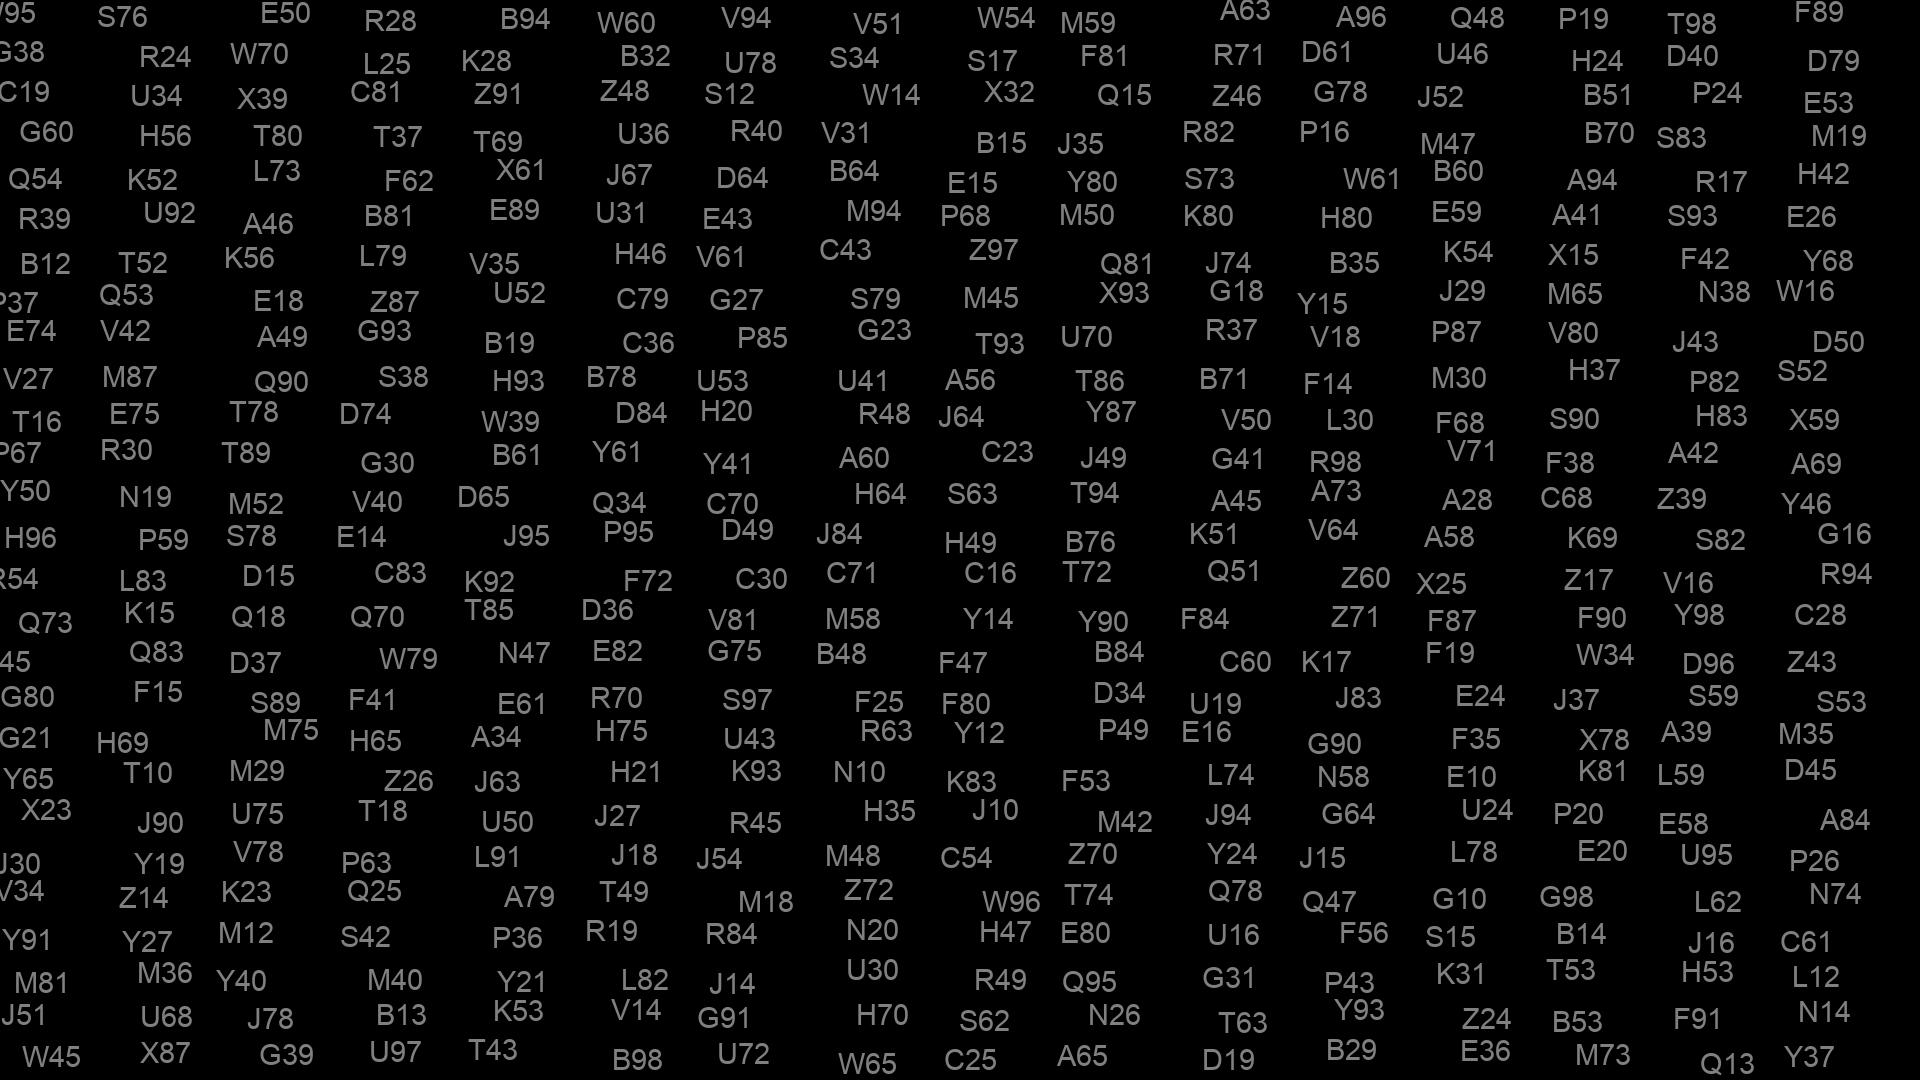 S76 E50 R28 B94 W60 V94 V51 W54 M59 A63 A96 Q48 P19 T98 F89
G38 R24 W70 L25 K28 B32 U78 S34 S17 F81 R71 D61 U46 H24 D40 D79
C19 U34 X39 C81 Z91 Z48 S12 W14 X32 Q15 Z46 G78 J52 B51 P24 E53
G60 H56 T80 T37 T69 U36 R40 V31 B15 J35 R82 P16 M47 B70 S83 M19
Q54 K52 L73 F62 X61 J67 D64 B64 E15 Y80 S73 W61 B60 A94 R17 H42
R39 U92 A46 B81 E89 U31 E43 M94 P68 M50 K80 H80 E59 A41 S93 E26
B12 T52 K56 L79 V35 H46 V61 C43 Z97 Q81 J74 B35 K54 X15 F42 Y68
P37 Q53 E18 Z87 U52 C79 G27 S79 M45 X93 G18 Y15 J29 M65 N38 W16
E74 V42 A49 G93 B19 C36 P85 G23 T93 U70 R37 V18 P87 V80 J43 D50
V27 M87 Q90 S38 H93 B78 U53 U41 A56 T86 B71 F14 M30 H37 P82 S52
T16 E75 T78 D74 W39 D84 H20 R48 J64 Y87 V50 L30 F68 S90 H83 X59
P67 R30 T89 G30 B61 Y61 Y41 A60 C23 J49 G41 R98 V71 F38 A42 A69
Y50 N19 M52 V40 D65 Q34 C70 H64 S63 T94 A45 A73 A28 C68 Z39 Y46
H96 P59 S78 E14 J95 P95 D49 J84 H49 B76 K51 V64 A58 K69 S82 G16
R54 L83 D15 C83 K92 F72 C30 C71 C16 T72 Q51 Z60 X25 Z17 V16 R94
Q73 K15 Q18 Q70 T85 D36 V81 M58 Y14 Y90 F84 Z71 F87 F90 Y98 C28
45 Q83 D37 W79 N47 E82 G75 B48 F47 B84 C60 K17 F19 W34 D96 Z43
G80 F15 S89 F41 E61 R70 S97 F25 F80 D34 U19 J83 E24 J37 S59 S53
G21 H69 M75 H65 A34 H75 U43 R63 Y12 P49 E16 G90 F35 X78 A39 M35
Y65 T10 M29 Z26 J63 H21 K93 N10 K83 F53 L74 N58 E10 K81 L59 D45
X23 J90 U75 T18 U50 J27 R45 H35 J10 M42 J94 G64 U24 P20 E58 A84
J30 Y19 V78 P63 L91 J18 J54 M48 C54 Z70 Y24 J15 L78 E20 U95 P26
V34 Z14 K23 Q25 A79 T49 M18 Z72 W96 T74 Q78 Q47 G10 G98 L62 N74
Y91 Y27 M12 S42 P36 R19 R84 N20 H47 E80 U16 F56 S15 B14 J16 C61
M81 M36 Y40 M40 Y21 L82 J14 U30 R49 Q95 G31 P43 K31 T53 H53 L12
J51 U68 J78 B13 K53 V14 G91 H70 S62 N26 T63 Y93 Z24 B53 F91 N14
W45 X87 G39 U97 T43 B98 U72 W65 C25 A65 D19 B29 E36 M73 Q13 Y37